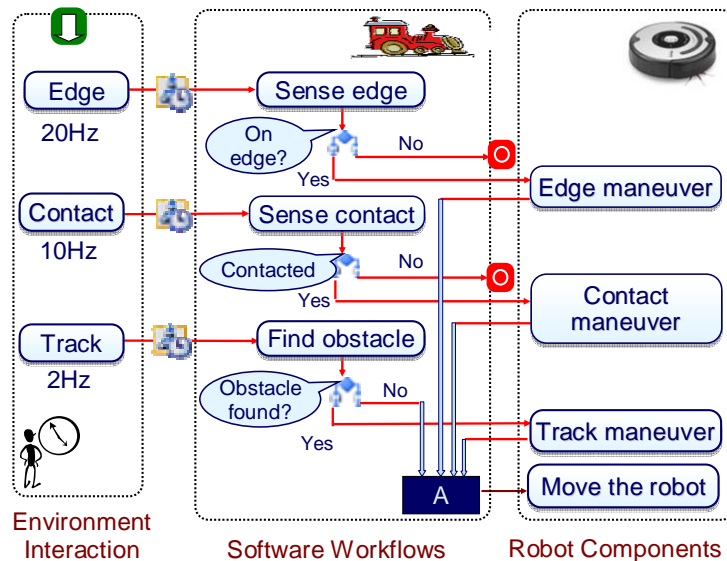 Edge
20Hz
Sense edge
On
edge?
No
O
Yes
Edge maneuver
Contact
10Hz
Sense contact
Contacted
No
O
Yes
Contact
maneuver
Track
2Hz
Find obstacle
Obstacle
found?
No
Yes
Track maneuver
A
Move the robot
Environment
Interaction
Software Workflows
Robot Components